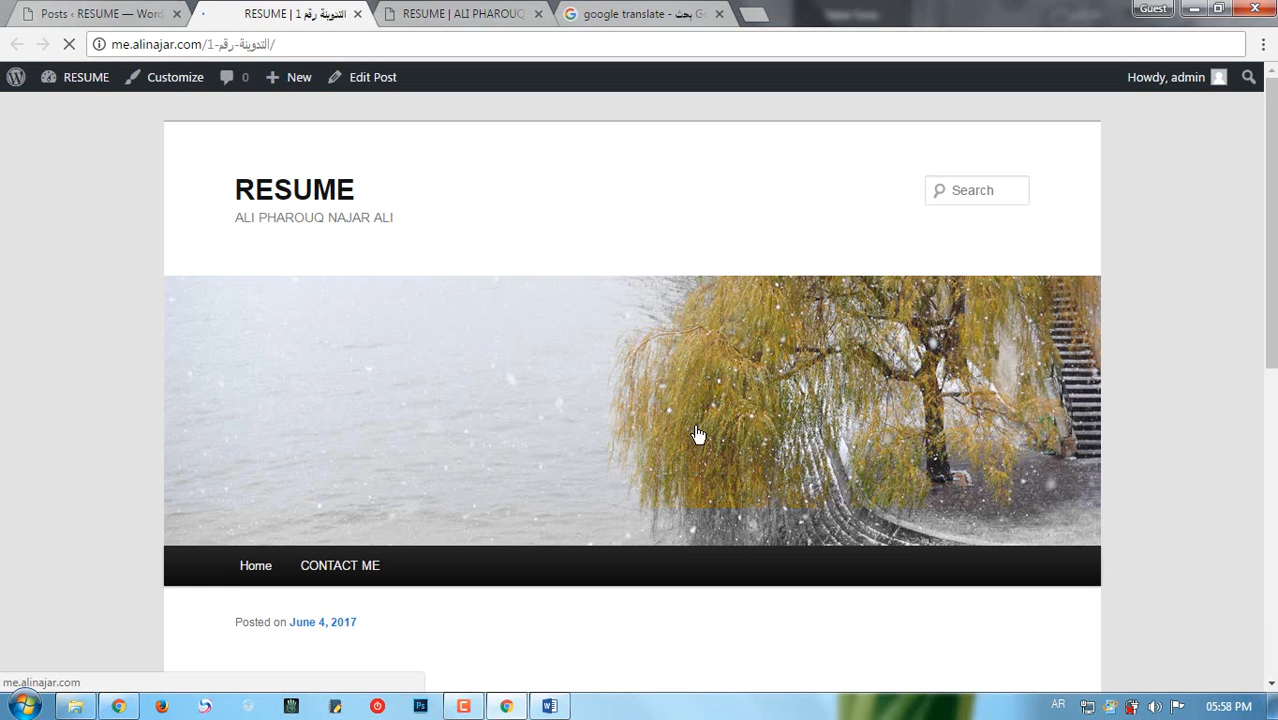 Posts ‹ RESUME — Word
التدوينة رقم 1 | RESUME
RESUME | ALI PHAROUQ
google translate - بحث Go
Guest
me.alinajar.com/التدوينة-رقم-1/
RESUME
Customize
0
New
Edit Post
Howdy, admin
RESUME
Search
ALI PHAROUQ NAJAR ALI
Home
CONTACT ME
Posted on June 4, 2017
me.alinajar.com
AR
05:58 PM